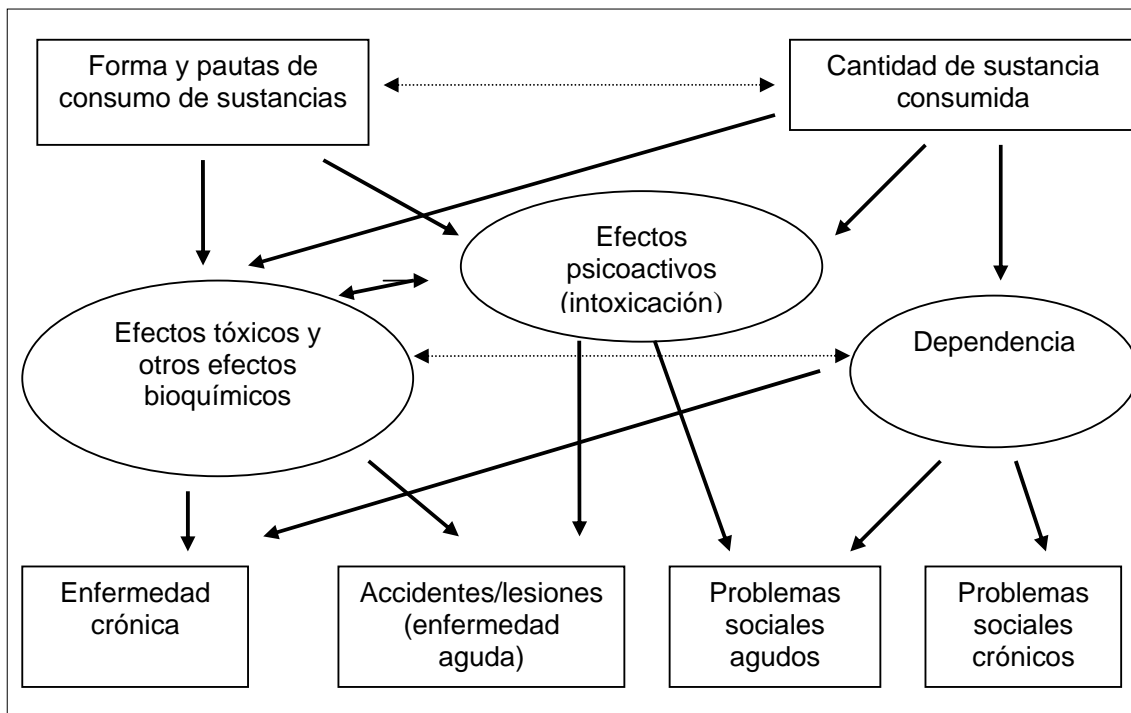 Forma y pautas de
consumo de sustancias
Cantidad de sustancia
consumida
Efectos
psicoactivos
(intoxicación)
Efectos tóxicos y
otros efectos
bioquímicos
Dependencia
Enfermedad
crónica
Accidentes/lesiones
(enfermedad
aguda)
Problemas
sociales
agudos
Problemas
sociales
crónicos